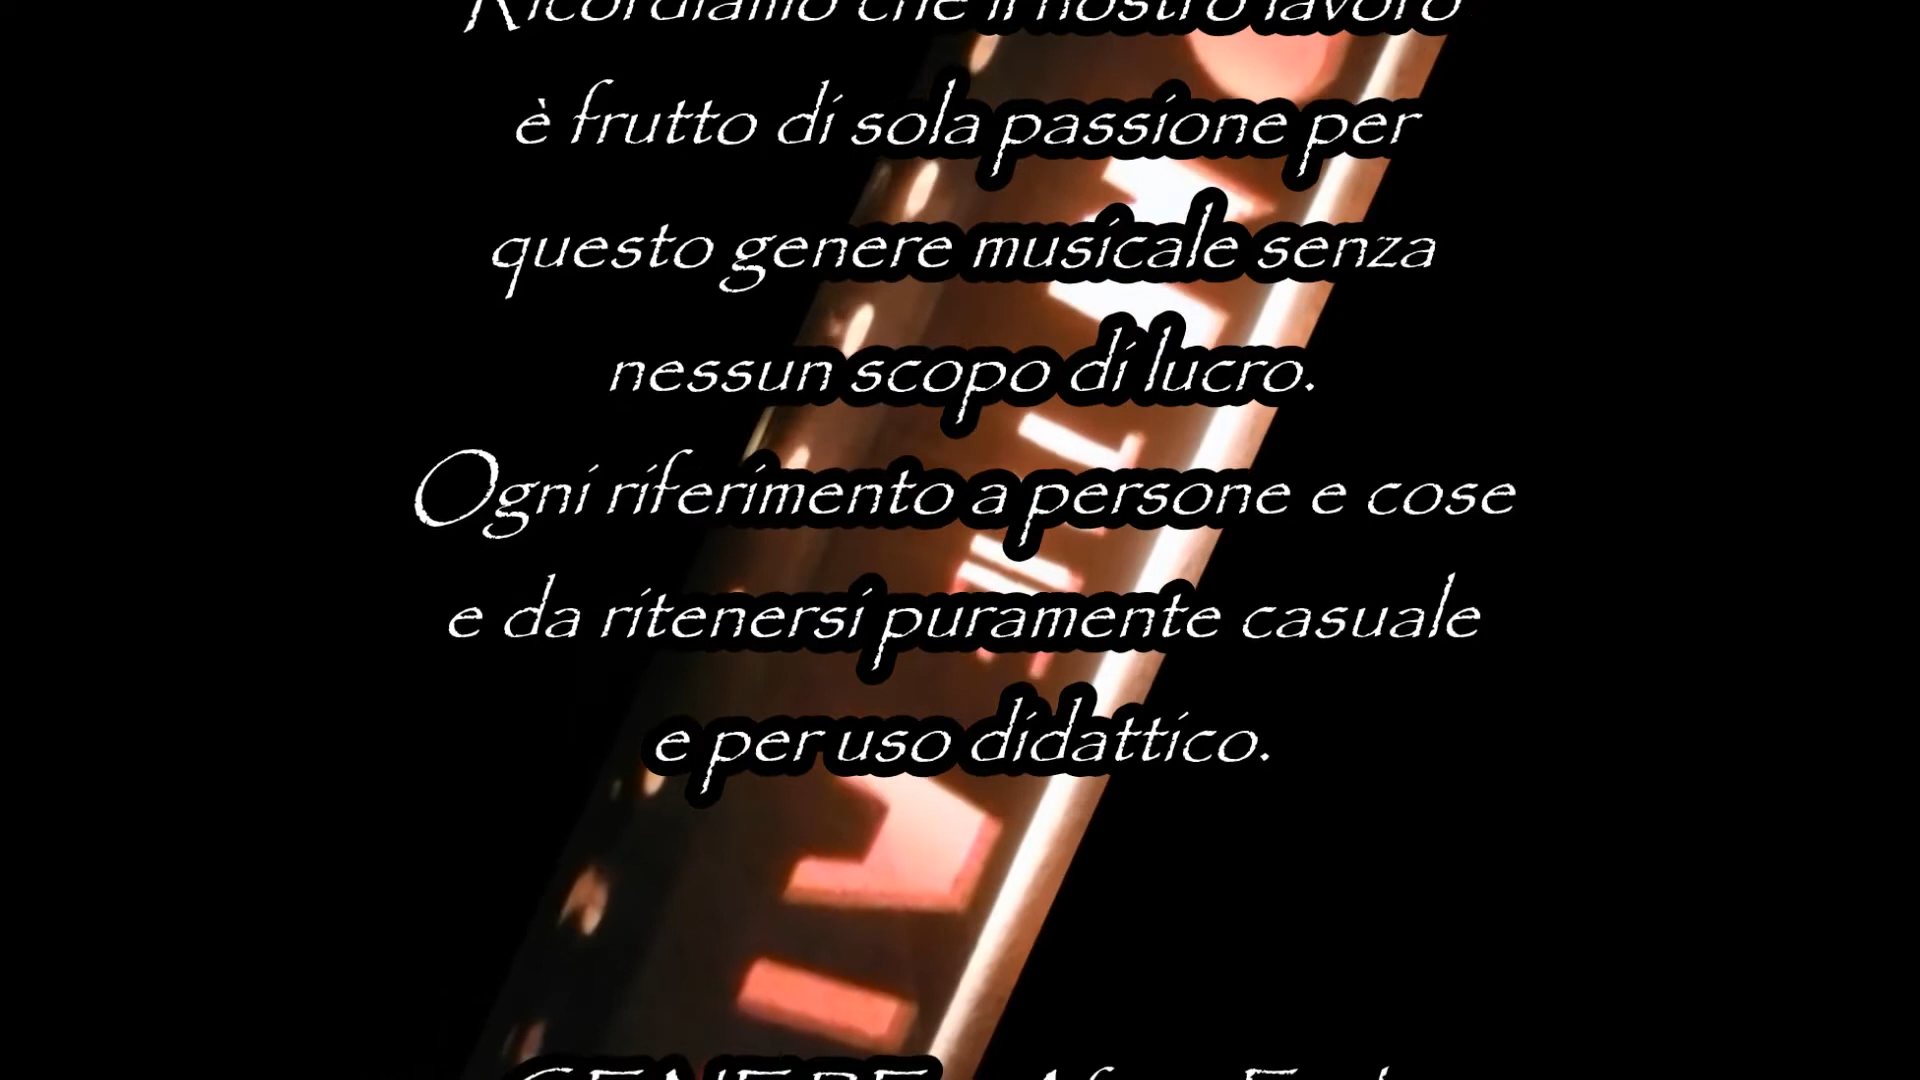 Ricordiamo che il nostro lavoro
è frutto di sola passione per
questo genere musicale senza
nessun scopo di lucro.
Ogni riferimento a persone e cose
e da ritenersi puramente casuale
e per uso didattico.
GENERE